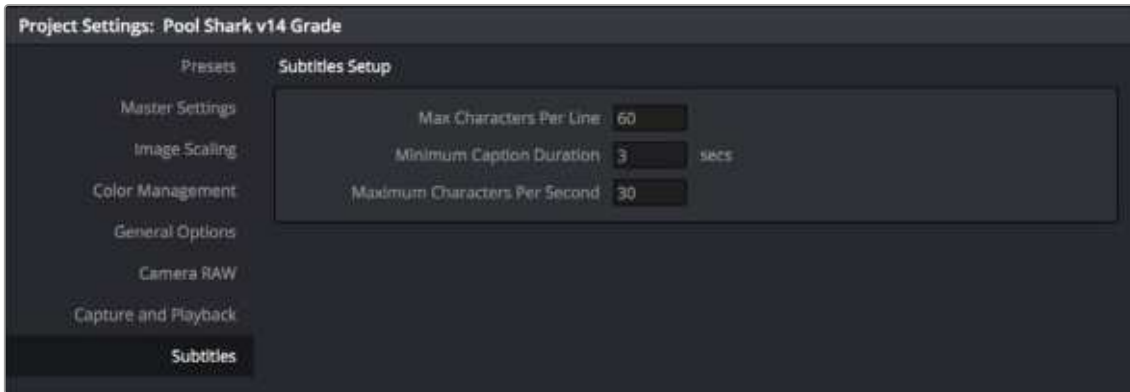 Project Settings: Pool Shark v14 Grade
Presets
Master Settings
Image Scaling
Color Management
General Options
Camera RAW
Capture and Playback
Subtitles
Subtitles Setup
Max Characters Per Line 60
Minimum Caption Duration 3 secs
Maximum Characters Per Second 30